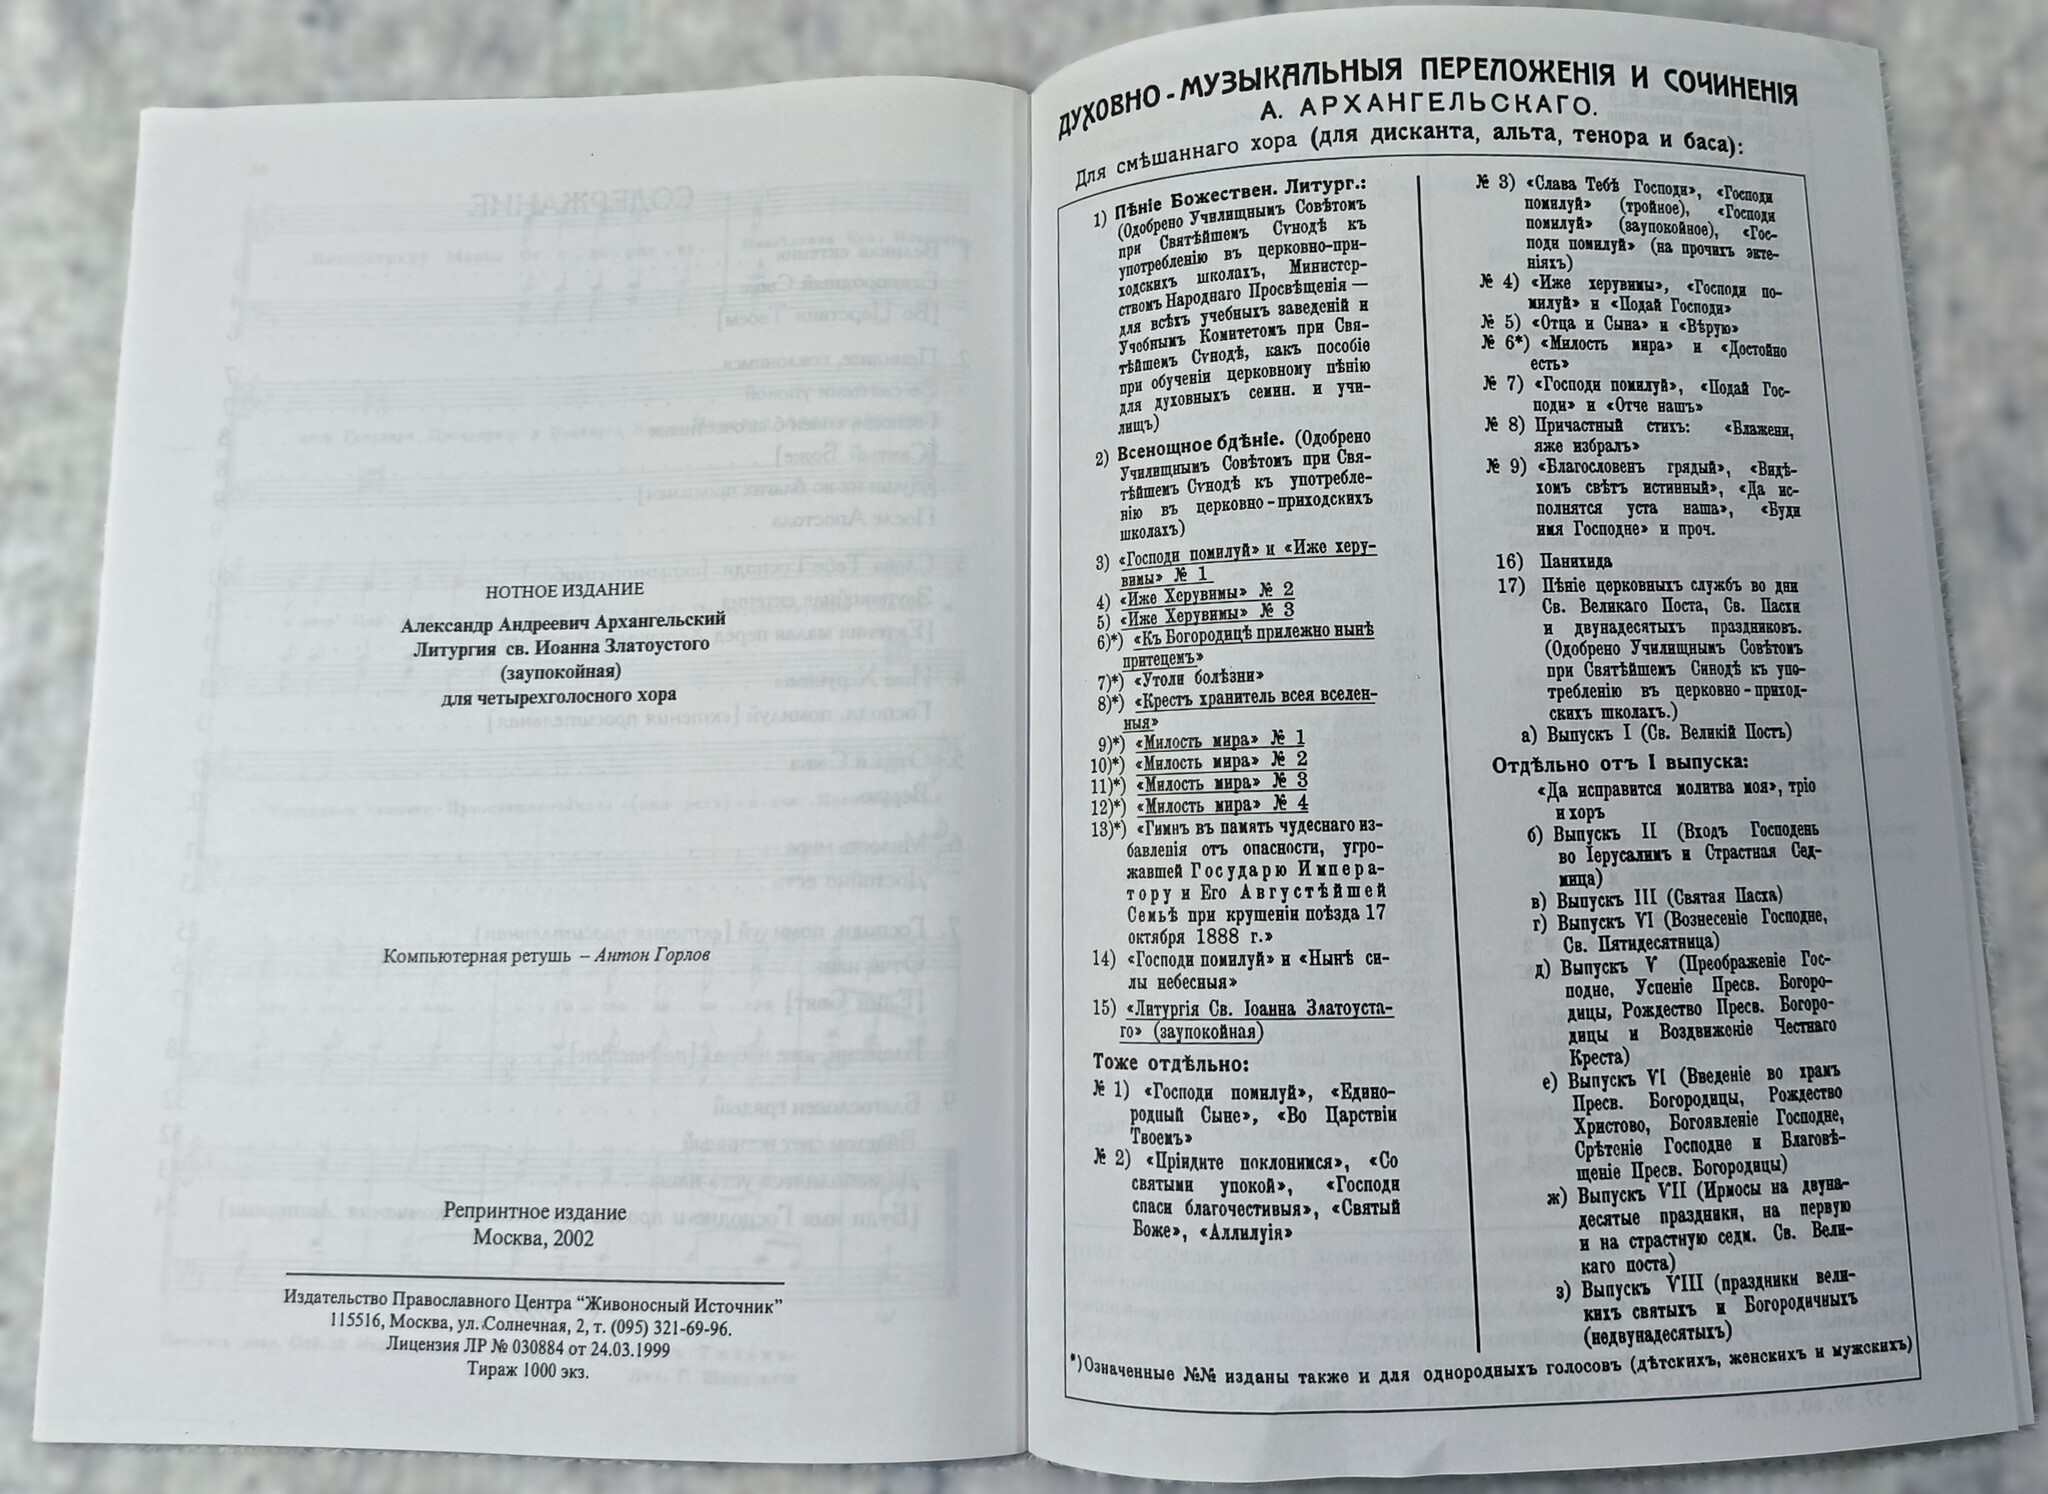 НОТНОЕ ИЗДАНИЕ
Александр Андреевич Архангельский
Литургия св. Иоанна Златоустого
(заупокойная)
для четырехголосного хора
Компьютерная ретушь – Антон Горлов
Репринтное издание
Москва, 2002
Издательство Православного Центра “Живоносный Источник”
115516, Москва, ул. Солнечная, 2, т. (095) 321-69-96.
Лицензия ЛР № 030884 от 24.03.1999
Тираж 1000 экз.
ДУХОВНО-МУЗЫКАЛЬНЫЯ ПЕРЕЛОЖЕНІЯ И СОЧИНЕНІЯ
А. АРХАНГЕЛЬСКАГО.
Для смѣшаннаго хора (для дисканта, альта, тенора и баса):
1) Пѣніе Божествен. Литург.:
(Одобрено Училищнымъ Совѣтомъ
при Святѣйшемъ Сѵнодѣ къ
употребленію въ церковно-при-
ходскихъ школахъ, Министер-
ствомъ Народнаго Просвѣщенія —
для всѣхъ учебныхъ заведеній и
Учебнымъ Комитетомъ при Свя-
тѣйшемъ Сѵнодѣ, какъ пособіе
при обученіи церковному пѣнію
для духовныхъ семин. и учи-
лищъ)
2) Всенощное бдѣніе. (Одобрено
Училищнымъ Совѣтомъ при Свя-
тѣйшемъ Сѵнодѣ къ употребле-
нію въ церковно-приходскихъ
школахъ)
3) «Господи помилуй» и «Иже херу-
вимы» № 1
4) «Иже Херувимы» № 2
5) «Иже Херувимы» № 3
6)*) «Къ Богородицѣ прилежно нынѣ
притецемъ»
7)*) «Утоли болѣзни»
8)*) «Крестъ хранитель всея вселен-
ныя»
9)*) «Милость мира» № 1
10)*) «Милость мира» № 2
11)*) «Милость мира» № 3
12)*) «Милость мира» № 4
13)*) «Гимнъ въ память чудеснаго из-
бавленія отъ опасности, угро-
жавшей Государю Импера-
тору и Его Августѣйшей
Семьѣ при крушеніи поѣзда 17
октября 1888 г.»
14) «Господи помилуй» и «Нынѣ си-
лы небесныя»
15) «Литургія Св. Іоанна Златоуста-
го» (заупокойная)
Тоже отдѣльно:
№ 1) «Господи помилуй», «Едино-
родный Сыне», «Во Царствіи
Твоемъ»
№ 2) «Пріидите поклонимся», «Со
святыми упокой», «Господи
спаси благочестивыя», «Святый
Боже», «Аллилуія»
№ 3) «Слава Тебѣ Господи», «Господи
помилуй» (тройное), «Господи
помилуй» (заупокойное), «Гос-
поди помилуй» (на прочихъ экте-
ніяхъ)
№ 4) «Иже херувимы», «Господи по-
милуй» и «Подай Господи»
№ 5) «Отца и Сына» и «Вѣрую»
№ 6*) «Милость мира» и «Достойно
есть»
№ 7) «Господи помилуй», «Подай Гос-
поди» и «Отче нашъ»
№ 8) Причастный стихъ: «Блажени,
яже избралъ»
№ 9) «Благословенъ грядый», «Видѣ-
хомъ свѣтъ истинный», «Да ис-
полнятся уста наша», «Буди
имя Господне» и проч.
16) Панихида
17) Пѣніе церковныхъ службъ во дни
Св. Великаго Поста, Св. Пасхи
и двунадесятыхъ праздниковъ.
(Одобрено Училищнымъ Совѣтомъ
при Святѣйшемъ Синодѣ къ упо-
требленію въ церковно-приход-
скихъ школахъ.)
а) Выпускъ I (Св. Великій Постъ)
Отдѣльно отъ I выпуска:
«Да исправится молитва моя», тріо
и хоръ
б) Выпускъ II (Входъ Господень
во Іерусалимъ и Страстная Сед-
мица)
в) Выпускъ III (Святая Пасха)
г) Выпускъ VI (Вознесеніе Господне,
Св. Пятидесятница)
д) Выпускъ V (Преображеніе Гос-
подне, Успеніе Пресв. Богоро-
дицы, Рождество Пресв. Богоро-
дицы и Воздвиженіе Честнаго
Креста)
е) Выпускъ VI (Введеніе во храмъ
Пресв. Богородицы, Рождество
Христово, Богоявленіе Господне,
Срѣтеніе Господне и Благовѣ-
щеніе Пресв. Богородицы)
ж) Выпускъ VII (Ирмосы на двуна-
десятые праздники, на первую
и на страстную седм. Св. Вели-
каго поста)
з) Выпускъ VIII (праздники вели-
кихъ святыхъ и Богородичныхъ
(недвунадесятыхъ)
*) Означенные №№ изданы также и для однородныхъ голосовъ (дѣтскихъ, женскихъ и мужскихъ)